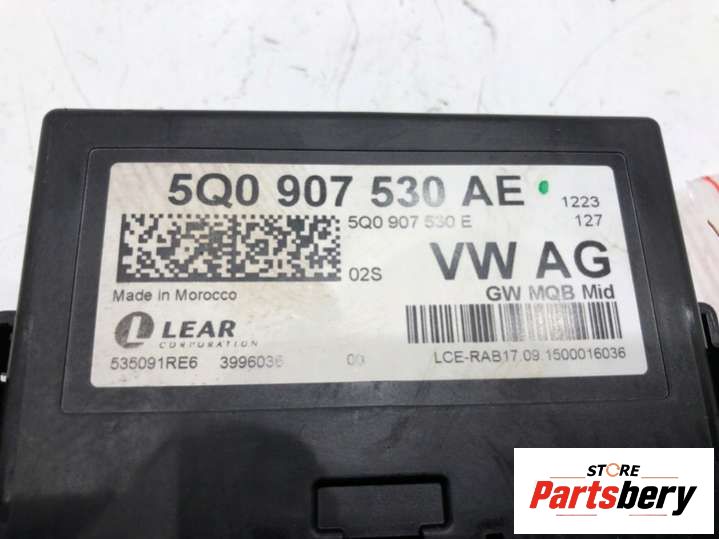 5Q0 907 530 AE
1223
5Q0 907 530 E
127
02S
VW AG
Made in Morocco
GW MQB Mid
LEAR
CORPORATION
535091RE6 3996036 00
LCE-RAB17.09.1500016036
STORE
Partsbery